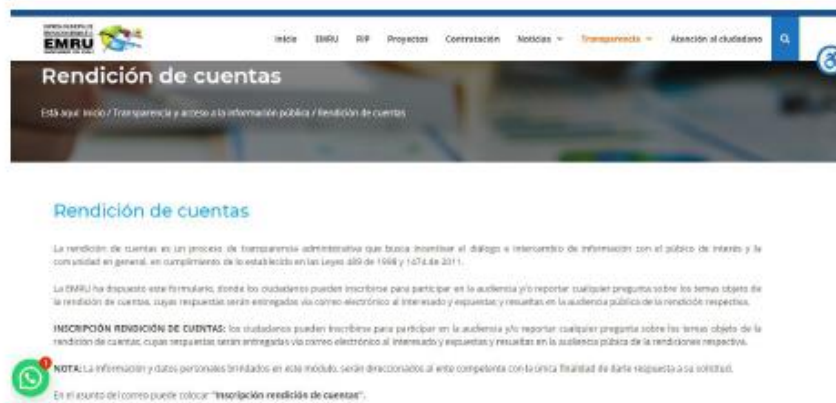 EMRU
Inicio EMRU RIP Proyectos Contratación Noticias Transparencia Atención al ciudadano
Rendición de cuentas
Está aquí: Inicio / Transparencia y acceso a la información pública / Rendición de cuentas
Rendición de cuentas
La rendición de cuentas es un proceso de transparencia administrativa que busca incentivar el diálogo e intercambio de información con el público de interés y la
comunidad en general, en cumplimiento de lo establecido en las Leyes 489 de 1998 y 1474 de 2011.
La EMRU ha dispuesto este formulario, donde los ciudadanos pueden inscribirse para participar en la audiencia y/o reportar cualquier pregunta sobre los temas objeto de
la rendición de cuentas, cuyas respuestas serán entregadas vía correo electrónico al interesado y expuestas y resueltas en la audiencia pública de la rendición respectiva.
INSCRIPCIÓN RENDICIÓN DE CUENTAS: los ciudadanos pueden inscribirse para participar en la audiencia y/o reportar cualquier pregunta sobre los temas objeto de la
rendición de cuentas, cuyas respuestas serán entregadas vía correo electrónico al interesado y expuestas y resueltas en la audiencia pública de la rendiciones respectiva.
NOTA: La información y datos personales brindados en este módulo, serán direccionados al ente competente con la única finalidad de darle respuesta a su solicitud.
En el asunto del correo puede colocar "Inscripción rendición de cuentas".
1